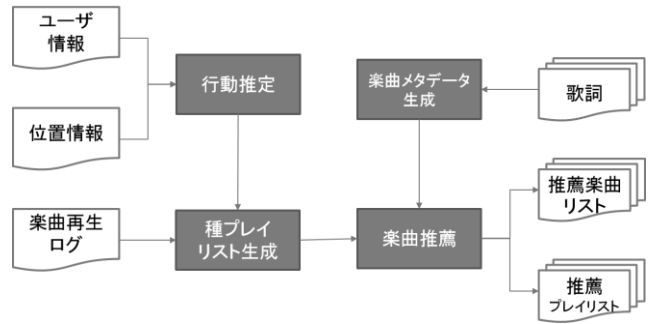 ユーザ
情報
位置情報
楽曲再生
ログ
行動推定
種プレイ
リスト生成
楽曲メタデータ
生成
楽曲推薦
歌詞
推薦楽曲
リスト
推薦
プレイリスト